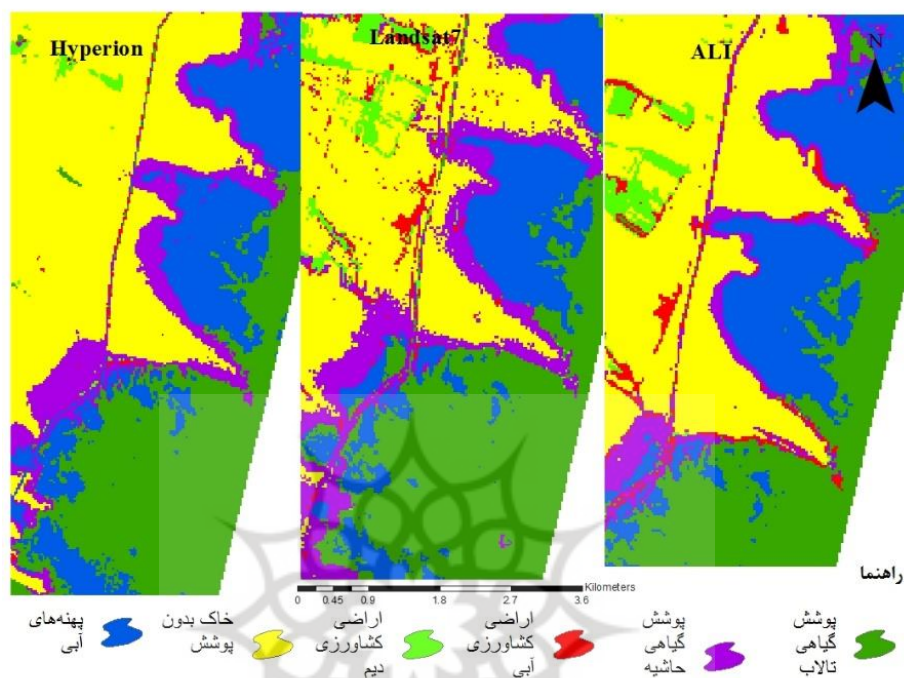 Hyperion
Landsat7
ALI
N
راهنما
Kilometers
0 0.45 0.9 1.8 2.7 3.6
پوشش
گیاهی
تالاب
پوشش
گیاهی
حاشیه
اراضی
کشاورزی
آبی
اراضی
کشاورزی
دیم
خاک بدون
پوشش
پهنه‌های
آبی